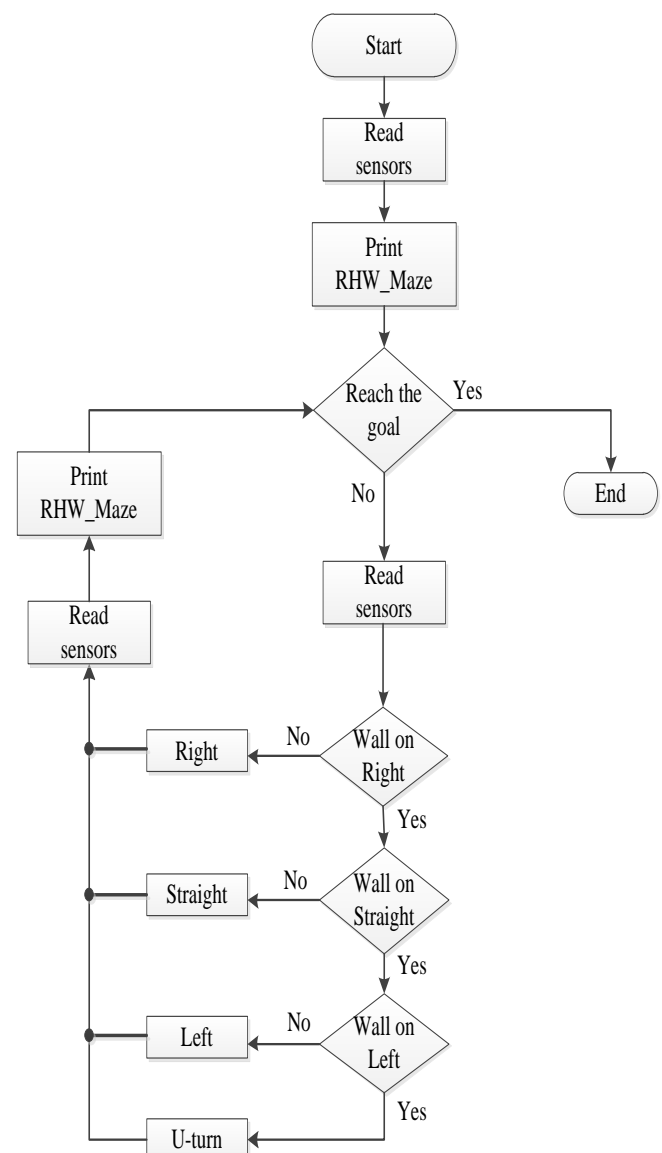 Start
Read
sensors
Print
RHW_Maze
Reach the
goal
Yes
No
End
Print
RHW_Maze
Read
sensors
Read
sensors
Wall on
Right
No
Right
Yes
Wall on
Straight
No
Straight
Yes
Wall on
Left
No
Left
Yes
U-turn